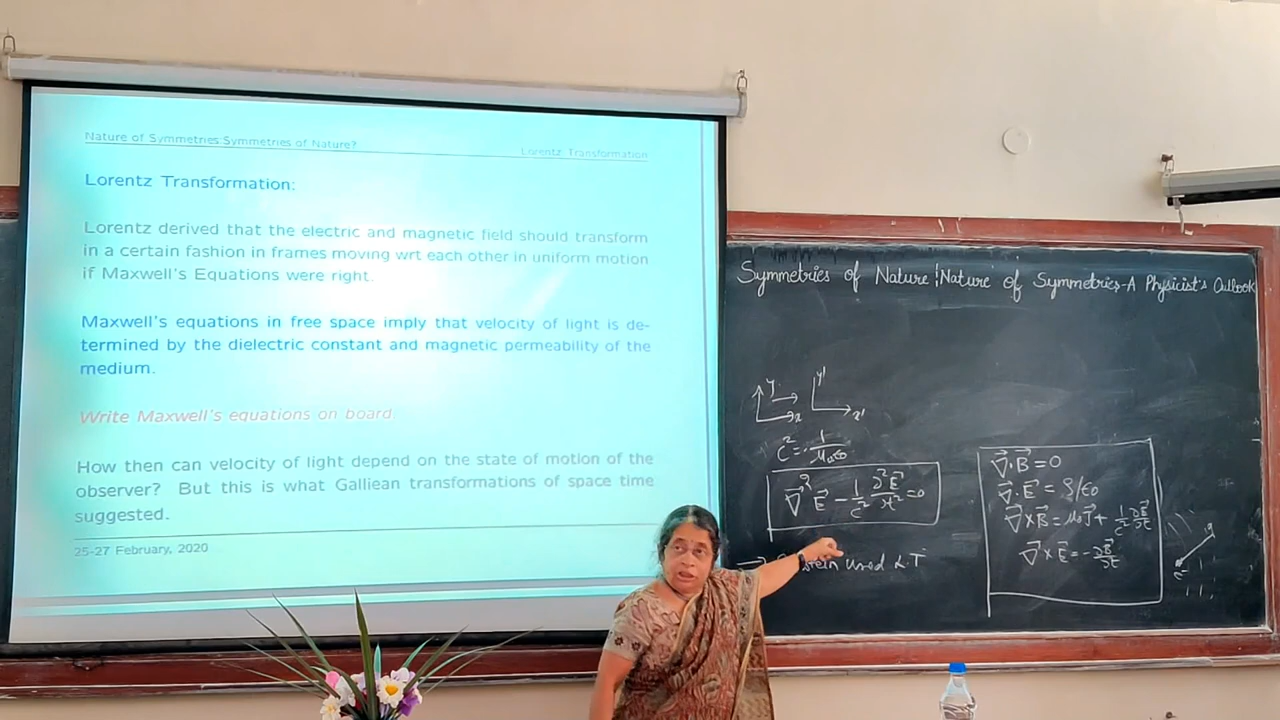 Nature of Symmetries Symmetries of Nature?
Lorentz Transformation
Lorentz Transformation:
Lorentz derived that the electric and magnetic field should transform
in a certain fashion in frames moving wrt each other in uniform motion
if Maxwell's Equations were right.
Maxwell's equations in free space imply that velocity of light is de-
termined by the dielectric constant and magnetic permeability of the
medium.
Write Maxwell's equations on board
How then can velocity of light depend on the state of motion of the
observer? But this is what Galliean transformations of space time
suggested.
25-27 February, 2020
Symmetries of Nature Nature of Symmetries-A Physicist's Outlook
y y'
x x'
c² = 1/μ₀ε₀
∇² E⃗ - 1/c² ∂²E⃗/∂t² = 0
used L.T
∇⃗·B⃗ = 0
∇⃗·E⃗ = ρ/ε₀
∇⃗×B⃗ = μ₀J⃗ + 1/c² ∂E⃗/∂t
∇⃗×E⃗ = -∂B⃗/∂t